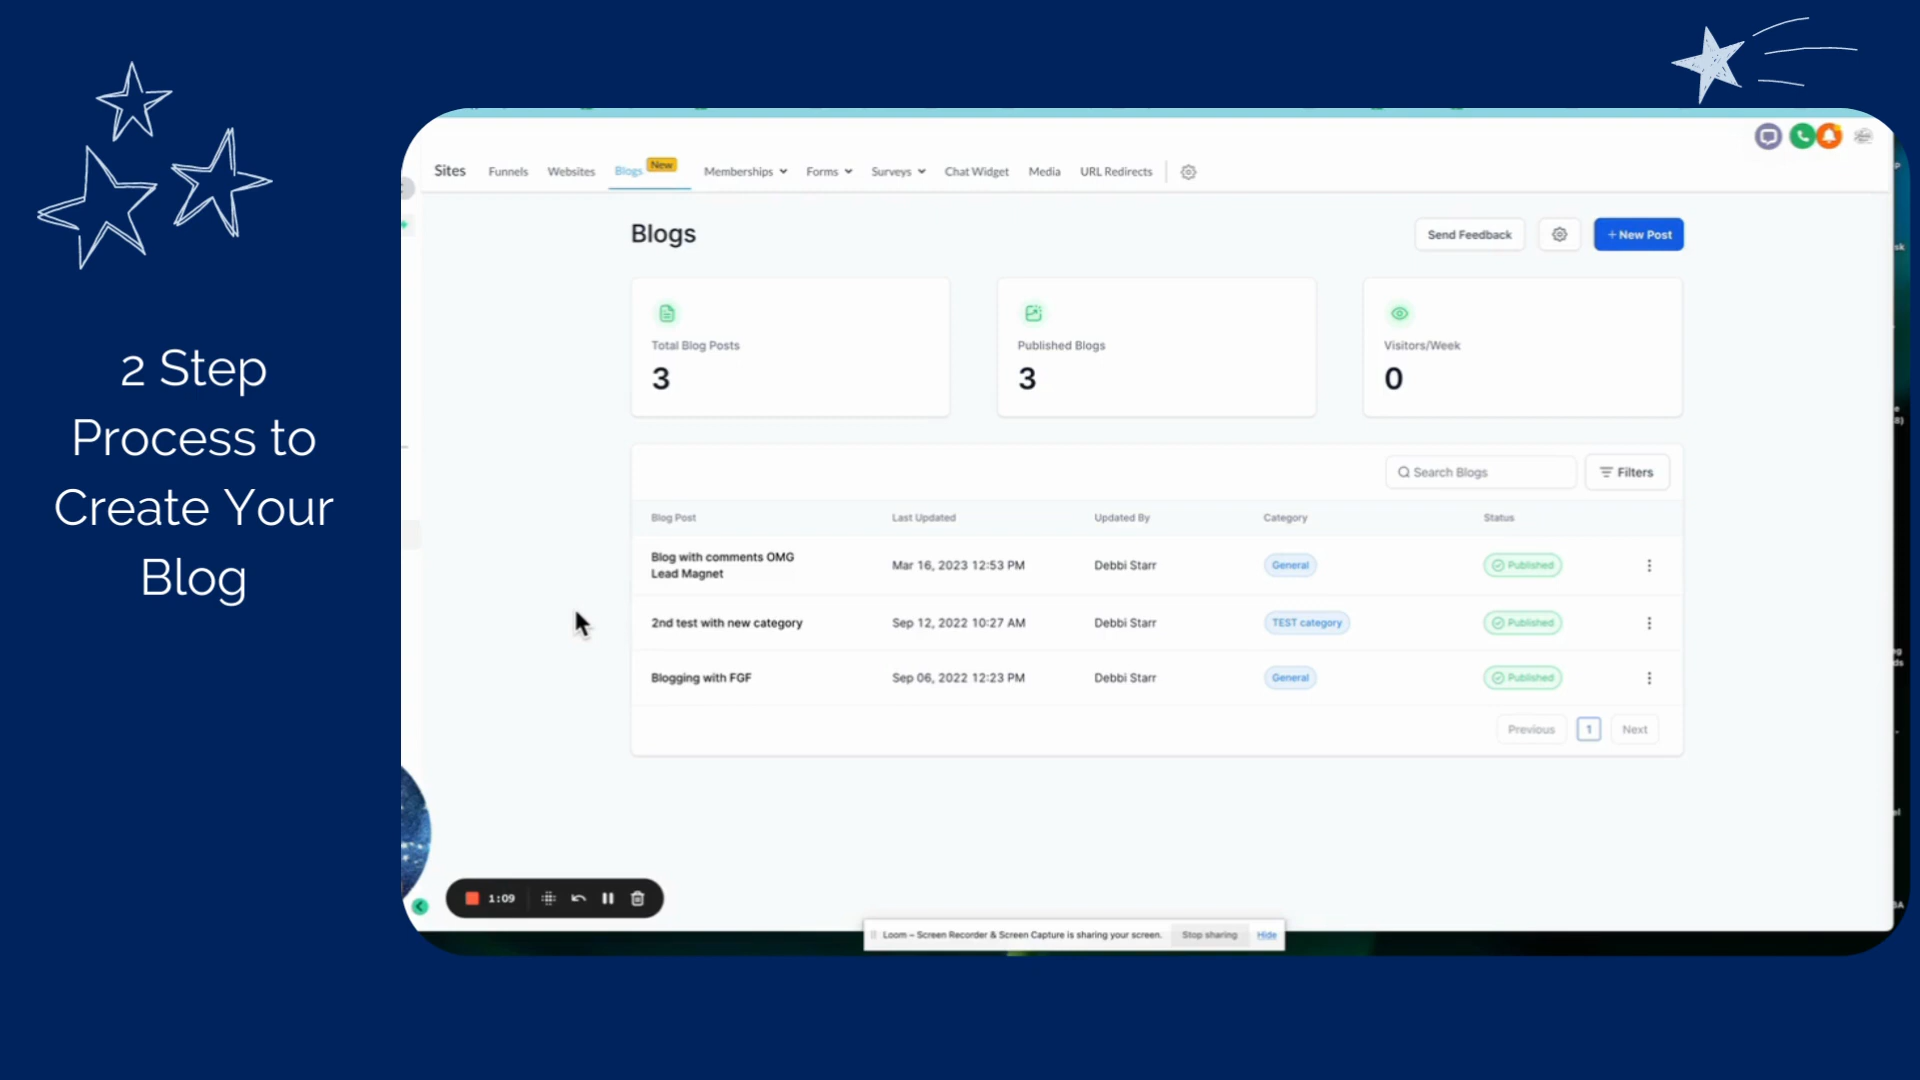 2 Step
Process to
Create Your
Blog
Sites Funnels Websites Blogs New Memberships Forms Surveys Chat Widget Media URL Redirects
Blogs Send Feedback + New Post
Total Blog Posts Published Blogs Visitors/Week
3 3 0
Search Blogs Filters
Blog Post Last Updated Updated By Category Status
Blog with comments OMG
Lead Magnet Mar 16, 2023 12:53 PM Debbi Starr General Published
2nd test with new category Sep 12, 2022 10:27 AM Debbi Starr TEST category Published
Blogging with FGF Sep 06, 2022 12:23 PM Debbi Starr General Published
Previous 1 Next
1:09
Loom – Screen Recorder & Screen Capture is sharing your screen. Stop sharing Hide